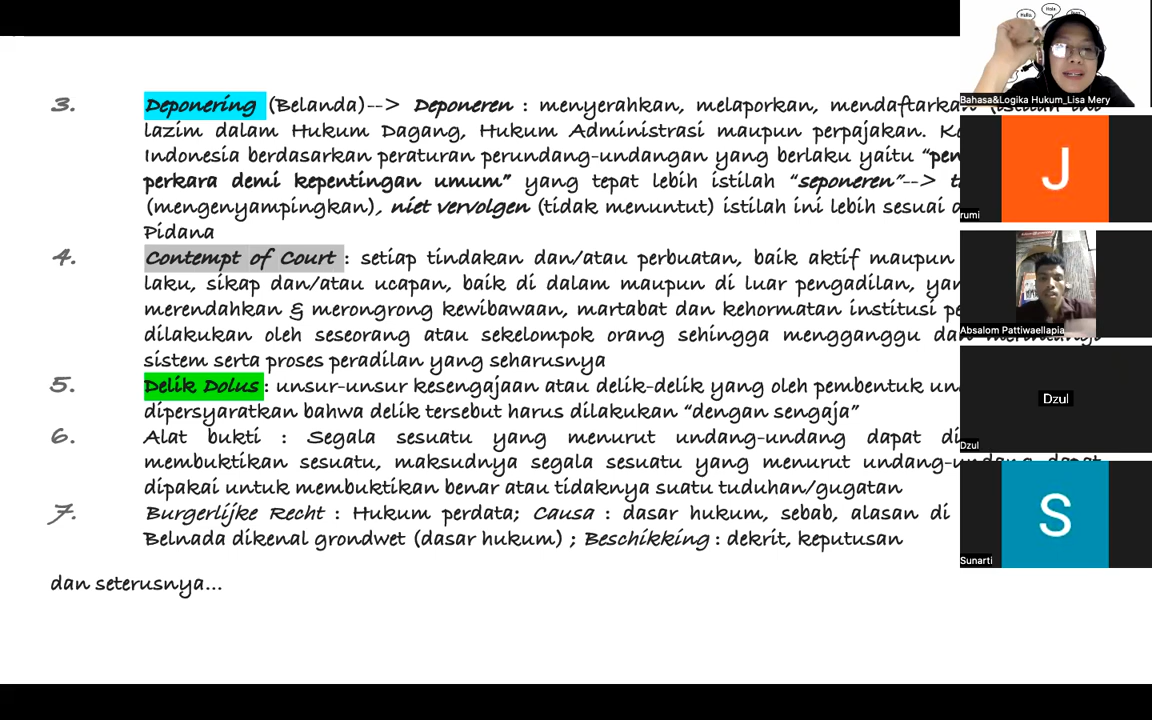 3. Deponering (Belanda)--> Deponeren : menyerahkan, melaporkan, mendaftarkan
lazim dalam Hukum Dagang, Hukum Administrasi maupun perpajakan.
Indonesia berdasarkan peraturan perundang-undangan yang berlaku yaitu "pen
perkara demi kepentingan umum" yang tepat lebih istilah "seponeren"-->
(mengenyampingkan), niet vervolgen (tidak menuntut) istilah ini lebih sesuai
Pidana
4. Contempt of Court : setiap tindakan dan/atau perbuatan, baik aktif maupun
laku, sikap dan/atau ucapan, baik di dalam maupun di luar pengadilan,
merendahkan & merongrong kewibawaan, martabat dan kehormatan institusi
dilakukan oleh seseorang atau sekelompok orang sehingga mengganggu dan merintangi
sistem serta proses peradilan yang seharusnya
5. Delik Dolus : unsur-unsur kesengajaan atau delik-delik yang oleh pembentuk
dipersyaratkan bahwa delik tersebut harus dilakukan "dengan sengaja"
6. Alat bukti : Segala sesuatu yang menurut undang-undang dapat
membuktikan sesuatu, maksudnya segala sesuatu yang menurut undang-undang dapat
dipakai untuk membuktikan benar atau tidaknya suatu tuduhan/gugatan
7. Burgerlijke Recht : Hukum perdata; Causa : dasar hukum, sebab, alasan di
Belnada dikenal grondwet (dasar hukum) ; Beschikking : dekrit, keputusan
dan seterusnya...
Bahasa&Logika Hukum_Lisa Mery
J
rumi
Absalom Pattiwaellapia
Dzul
Dzul
S
Sunarti